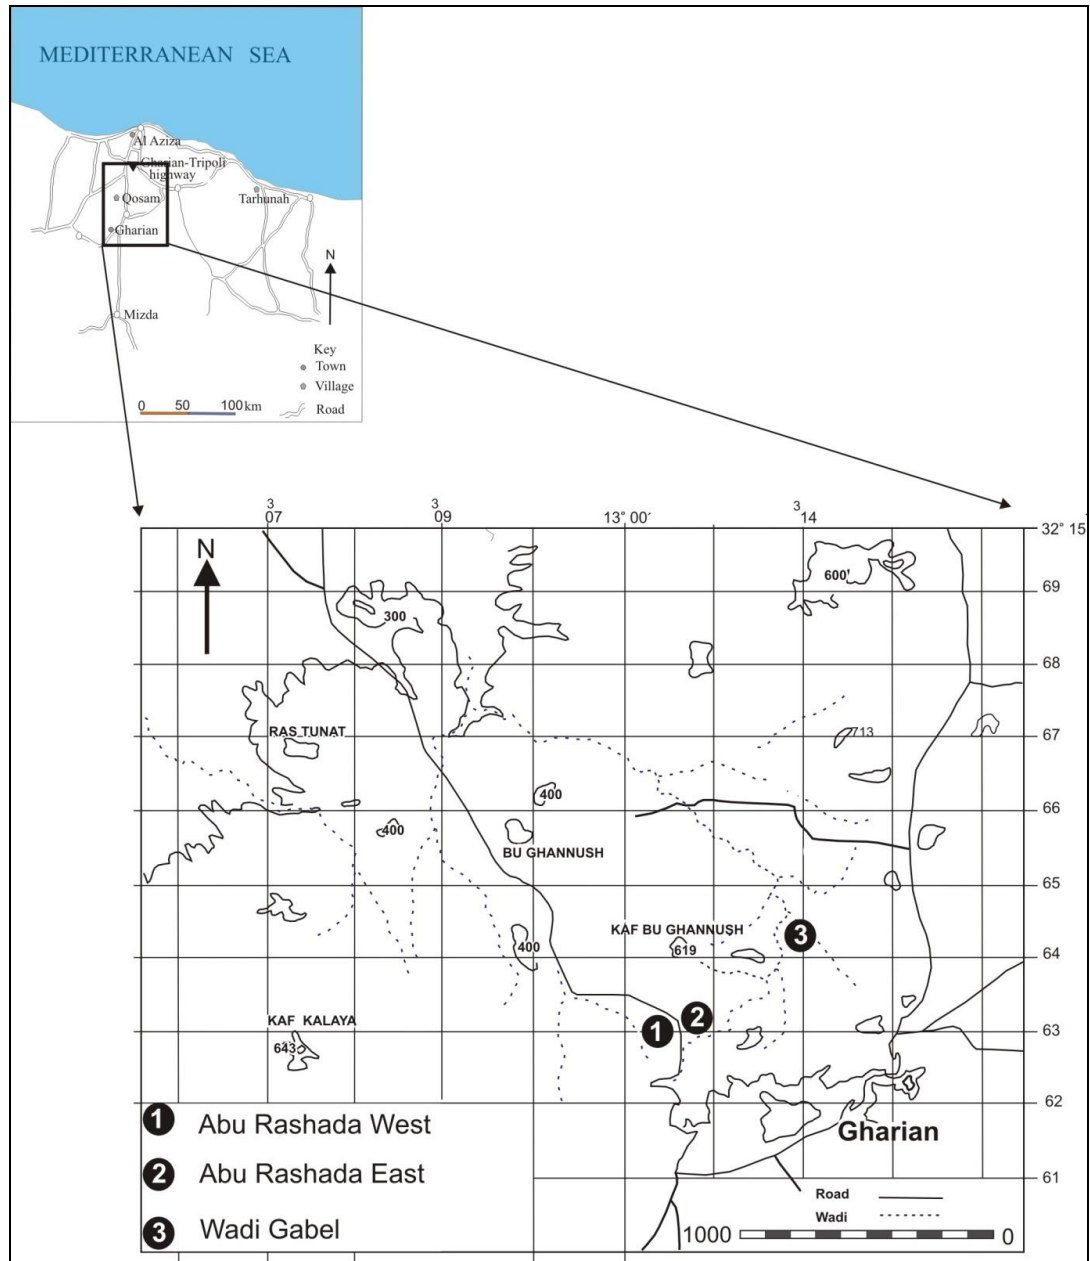 MEDITERRANEAN SEA
Al Aziza
Gharian-Tripoli
highway
Qosam
Tarhunah
Gharian
N
Mizda
Key
Town
Village
Road
0 50 100 km
3 3 3
07 09 13° 00′ 14
32° 15
N
600
69
300
68
RAS TUNAT
713
67
400
66
400
BU GHANNUSH
65
KAF BU GHANNUSH
3
400
619
64
KAF KALAYA
1
2
63
643
62
1 Abu Rashada West
Gharian
2 Abu Rashada East
61
Road
Wadi
3 Wadi Gabel
1000 0